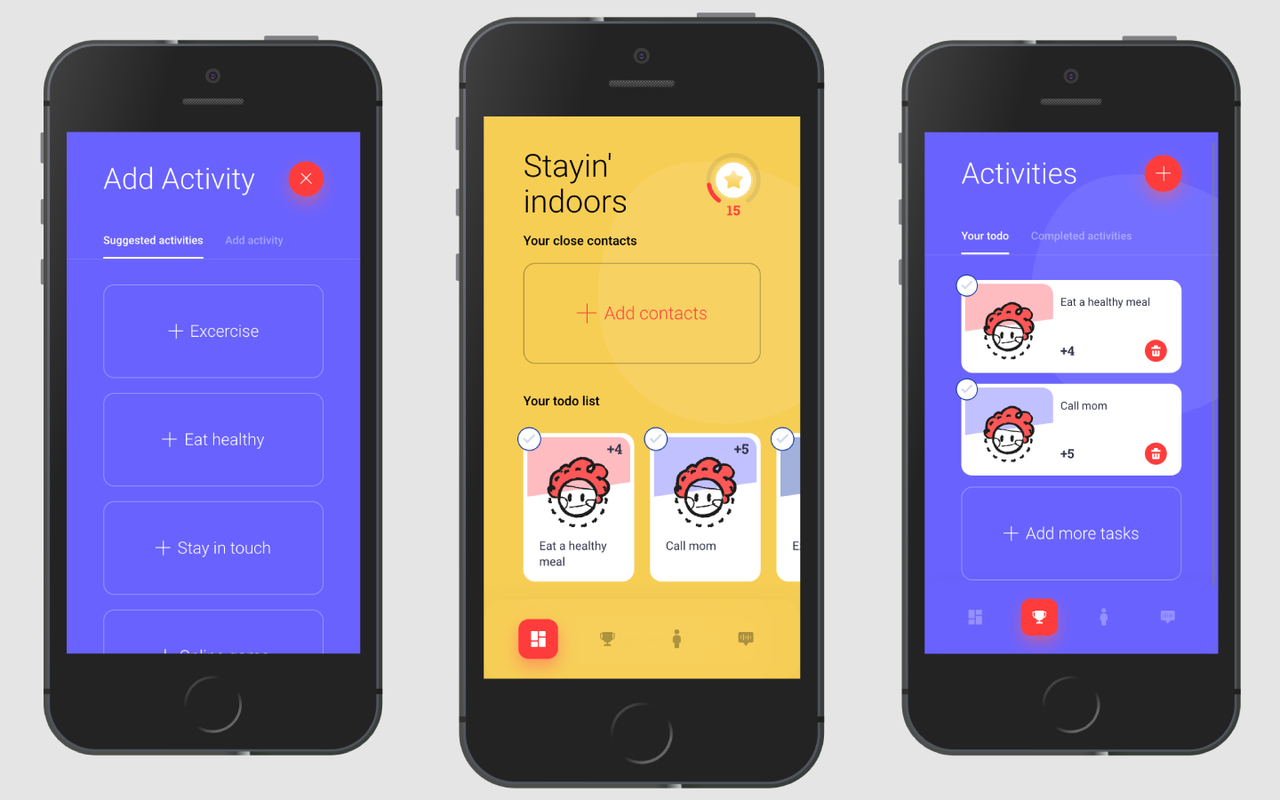 Add Activity
Suggested activities
Add activity
+ Excercise
+ Eat healthy
+ Stay in touch
+ Online game
Stayin'
indoors
15
Your close contacts
+ Add contacts
Your todo list
+4
Eat a healthy
meal
+5
Call mom
E
Activities
Your todo
Completed activities
Eat a healthy meal
+4
Call mom
+5
+ Add more tasks